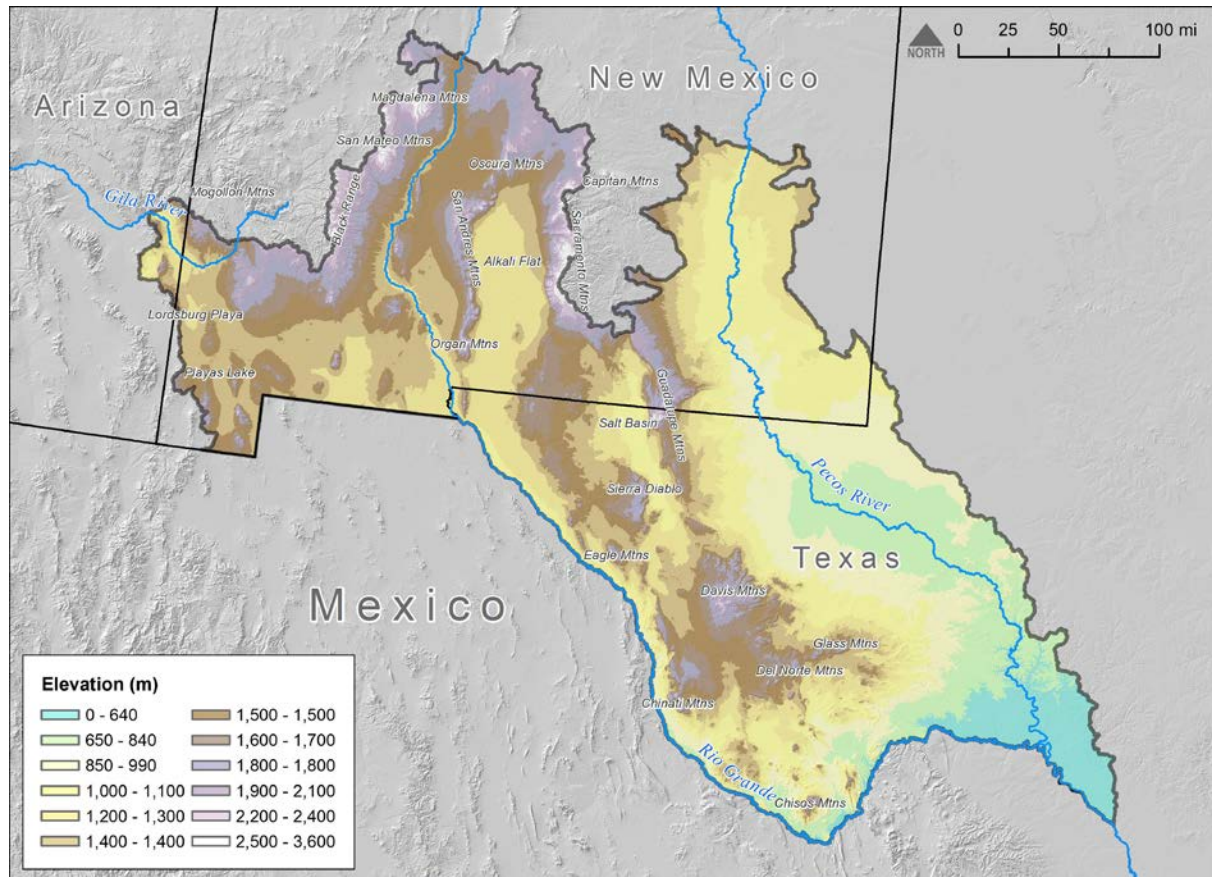 0 25 50 100 mi
NORTH
New Mexico
Arizona
Magdalena Mtns
San Mateo Mtns
Oscura Mtns
Capitan Mtns
Mogollon Mtns
Gila River
Black Range
San Andres Mtns
Sacramento Mtns
Alkali Flat
Lordsburg Playa
Organ Mtns
Playas Lake
Guadalupe Mtns
Salt Basin
Sierra Diablo
Pecos River
Eagle Mtns
Texas
Davis Mtns
Mexico
Glass Mtns
Del Norte Mtns
Chinati Mtns
Rio Grande
Chisos Mtns
Elevation (m)
0 - 640
650 - 840
850 - 990
1,000 - 1,100
1,200 - 1,300
1,400 - 1,400
1,500 - 1,500
1,600 - 1,700
1,800 - 1,800
1,900 - 2,100
2,200 - 2,400
2,500 - 3,600